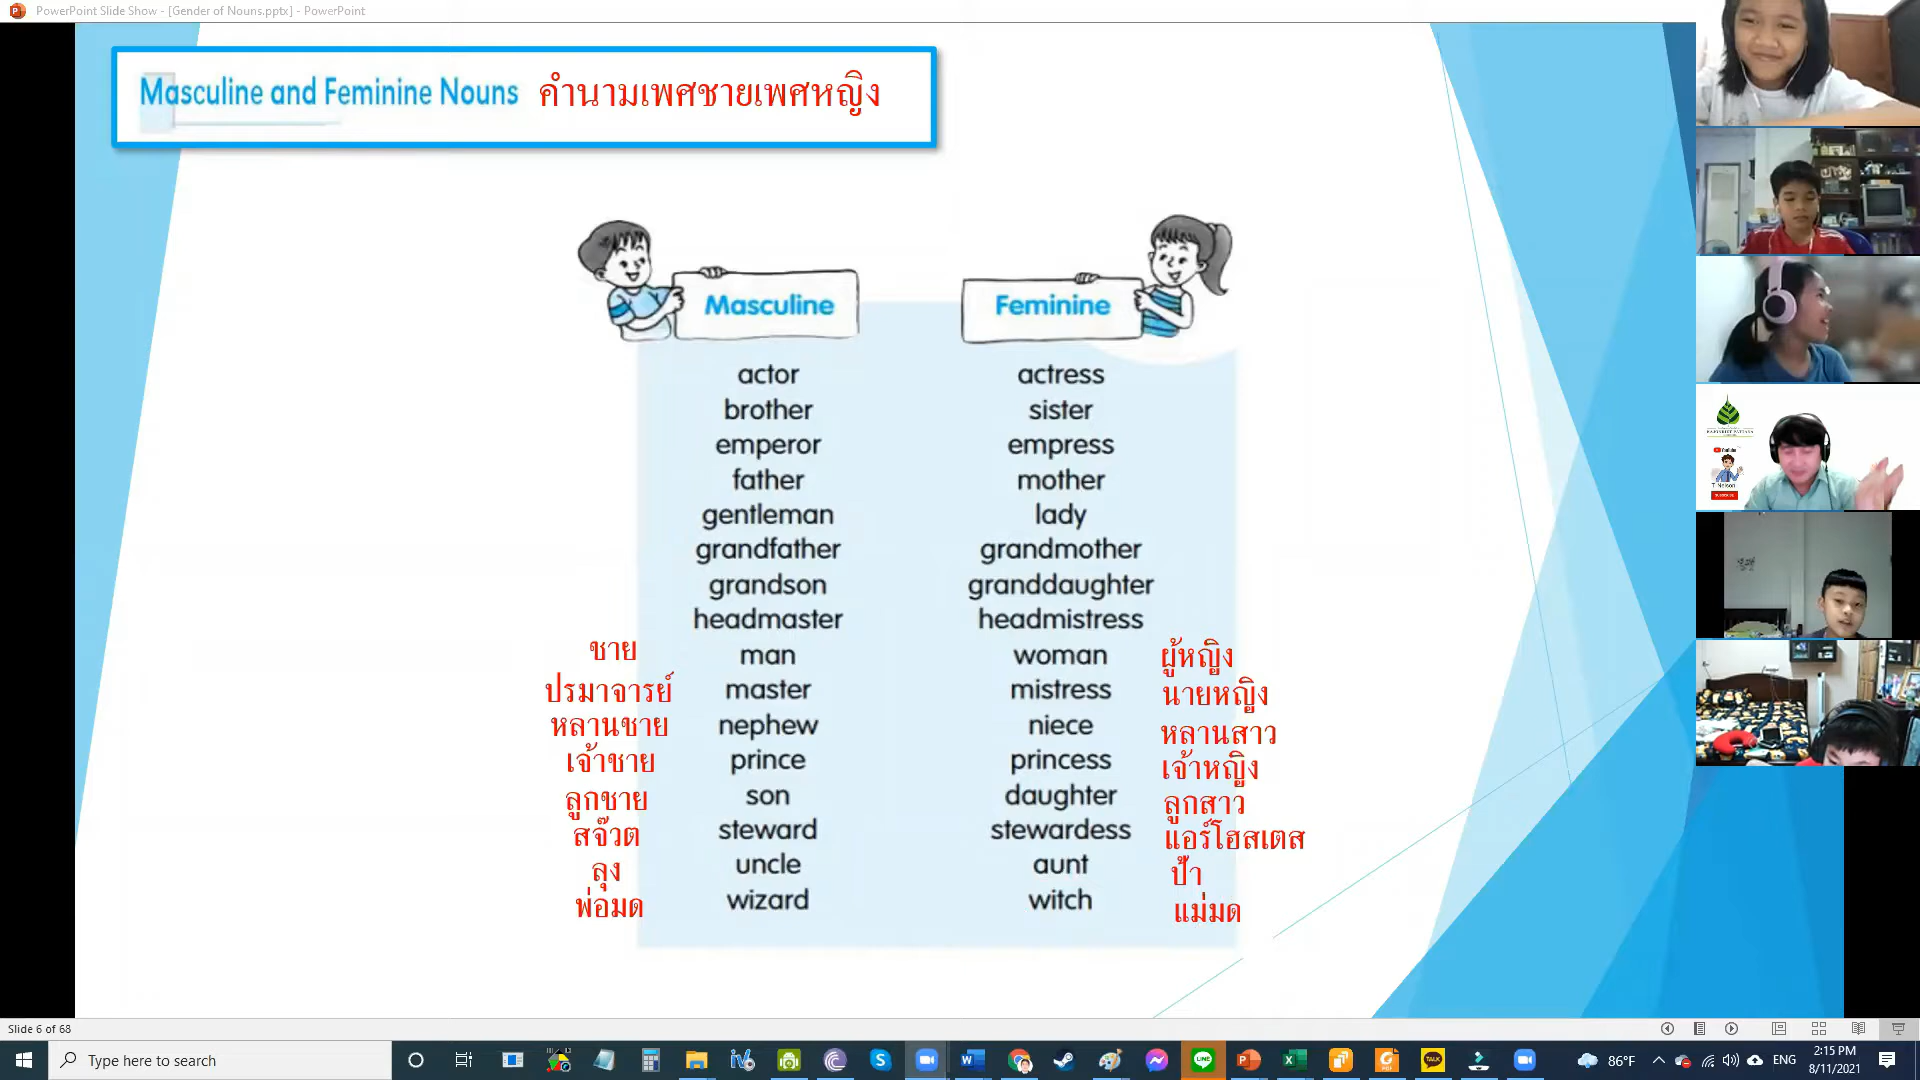 PowerPoint Slide Show - [Gender of Nouns.pptx] - PowerPoint
Masculine and Feminine Nouns คำนามเพศชายเพศหญิง
Masculine Feminine
actor actress
brother sister
emperor empress
father mother
gentleman lady
grandfather grandmother
grandson granddaughter
headmaster headmistress
ชาย man woman ผู้หญิง
ปรมาจารย์ master mistress นายหญิง
หลานชาย nephew niece หลานสาว
เจ้าชาย prince princess เจ้าหญิง
ลูกชาย son daughter ลูกสาว
สจ๊วต steward stewardess แอร์โฮสเตส
ลุง uncle aunt ป้า
พ่อมด wizard witch แม่มด
YouTube
T. Nelson
SUBSCRIBE
Slide 6 of 68
Type here to search
86°F
ENG
2:15 PM
8/11/2021